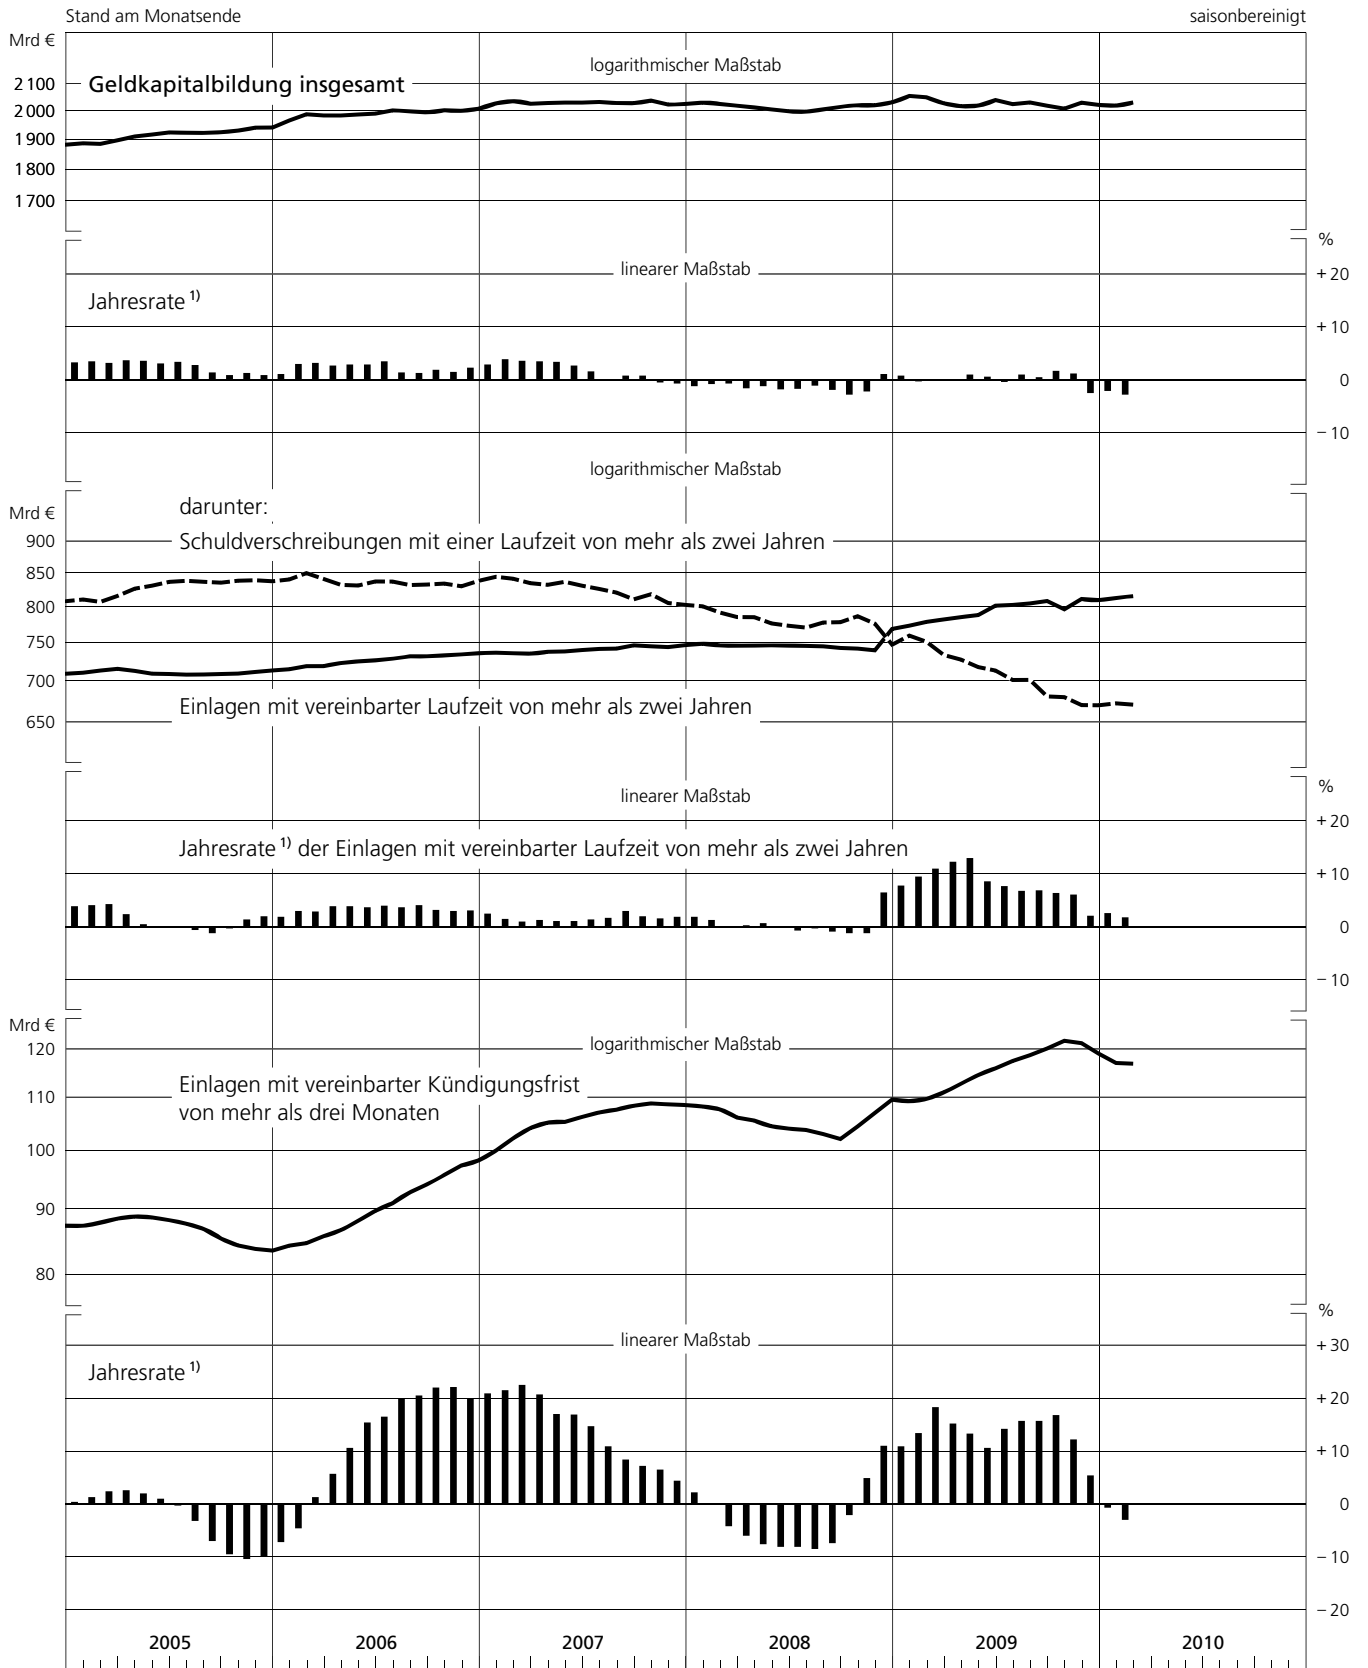 Stand am Monatsende
saisonbereinigt
Mrd €
logarithmischer Maßstab
2 100
Geldkapitalbildung insgesamt
2 000
1 900
1 800
1 700
%
linearer Maßstab
+ 20
Jahresrate 1)
+ 10
0
– 10
logarithmischer Maßstab
Mrd €
darunter:
900
Schuldverschreibungen mit einer Laufzeit von mehr als zwei Jahren
850
800
750
700
Einlagen mit vereinbarter Laufzeit von mehr als zwei Jahren
650
%
linearer Maßstab
+ 20
Jahresrate 1) der Einlagen mit vereinbarter Laufzeit von mehr als zwei Jahren
+ 10
0
– 10
Mrd €
logarithmischer Maßstab
120
Einlagen mit vereinbarter Kündigungsfrist
von mehr als drei Monaten
110
100
90
80
%
linearer Maßstab
+ 30
Jahresrate 1)
+ 20
+ 10
0
– 10
– 20
2005 2006 2007 2008 2009 2010